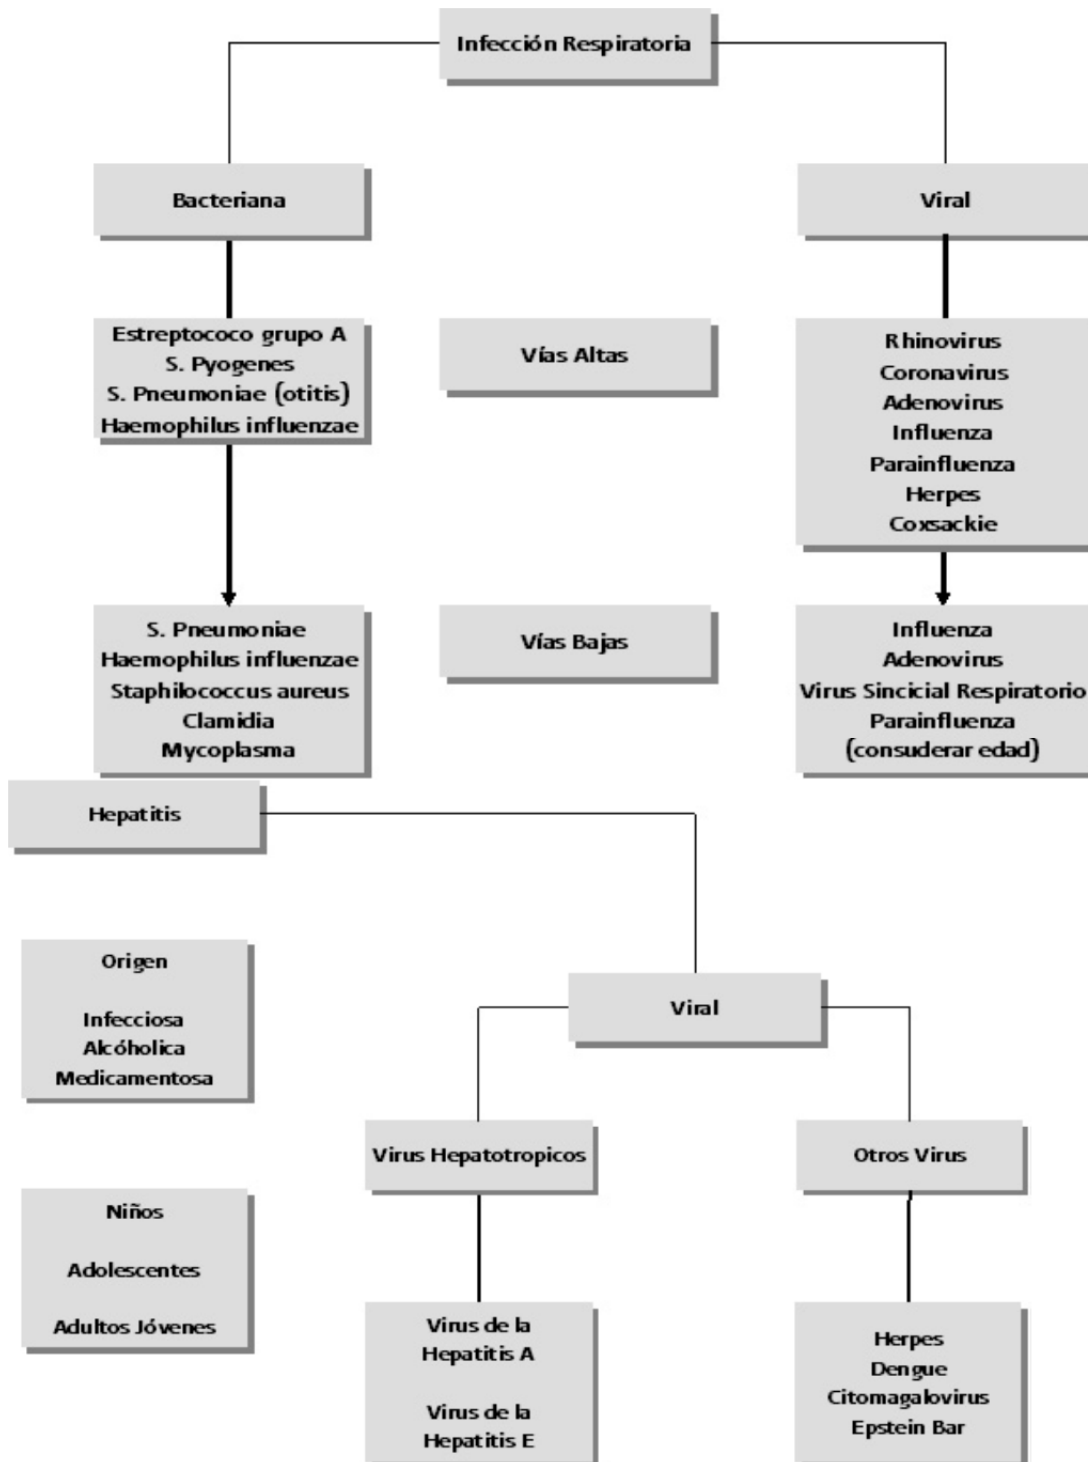 Infección Respiratoria
Bacteriana
Viral
Estreptococo grupo A
S. Pyogenes
S. Pneumoniae (otitis)
Haemophilus influenzae
Vías Altas
Rhinovirus
Coronavirus
Adenovirus
Influenza
Parainfluenza
Herpes
Coxsackie
S. Pneumoniae
Haemophilus influenzae
Staphilococcus aureus
Clamidia
Mycoplasma
Vías Bajas
Influenza
Adenovirus
Virus Sincicial Respiratorio
Parainfluenza
(consuderar edad)
Hepatitis
Origen
Infecciosa
Alcóholica
Medicamentosa
Viral
Virus Hepatotropicos
Otros Virus
Niños
Adolescentes
Adultos Jóvenes
Virus de la
Hepatitis A
Virus de la
Hepatitis E
Herpes
Dengue
Citomagalovirus
Epstein Bar